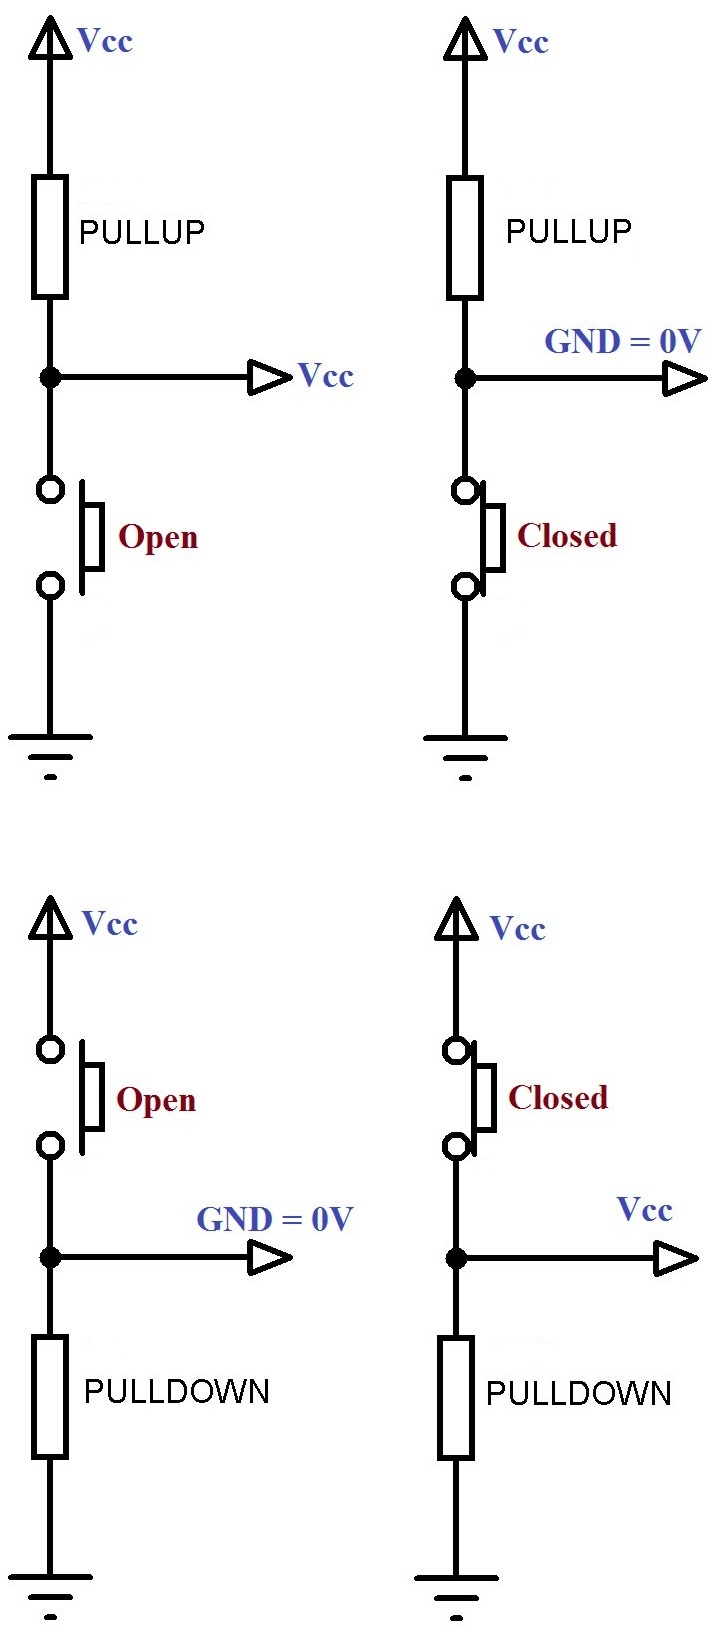 Vcc
Vcc
PULLUP
PULLUP
GND = 0V
Vcc
Open
Closed
Vcc
Vcc
Open
Closed
GND = 0V
Vcc
PULLDOWN
PULLDOWN